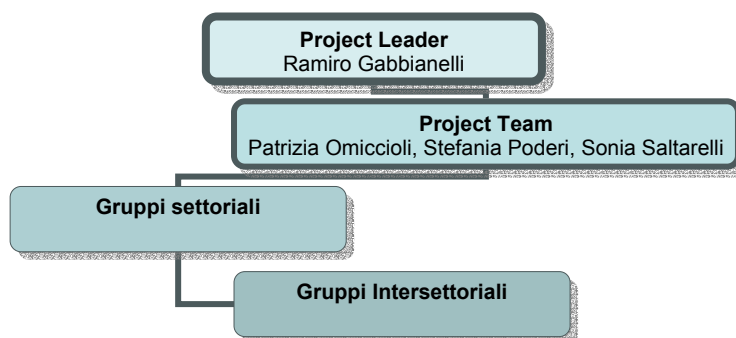 Project Leader
Ramiro Gabbianelli
Project Team
Patrizia Omiccioli, Stefania Poderi, Sonia Saltarelli
Gruppi settoriali
Gruppi Intersettoriali